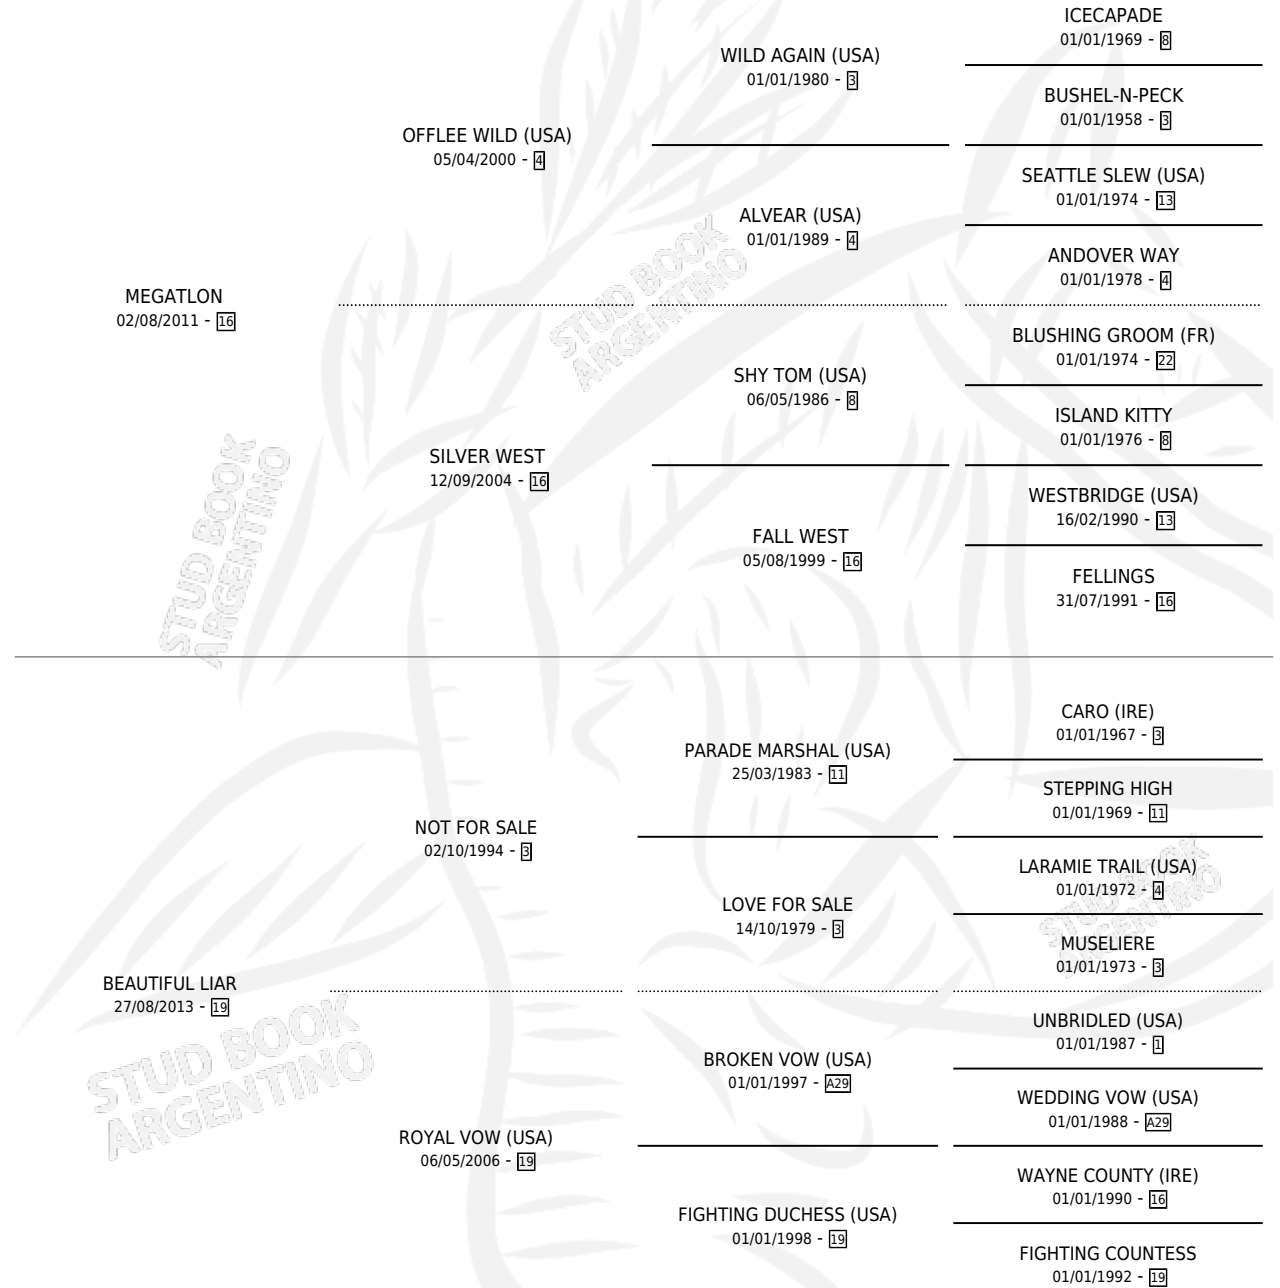 ICECAPADE
01/01/1969 - 8
WILD AGAIN (USA)
01/01/1980 - 3
BUSHEL-N-PECK
01/01/1958 - 3
OFFLEE WILD (USA)
05/04/2000 - 4
SEATTLE SLEW (USA)
01/01/1974 - 13
ALVEAR (USA)
01/01/1989 - 4
ANDOVER WAY
01/01/1978 - 4
MEGATLON
02/08/2011 - 16
BLUSHING GROOM (FR)
01/01/1974 - 22
SHY TOM (USA)
06/05/1986 - 8
ISLAND KITTY
01/01/1976 - 8
SILVER WEST
12/09/2004 - 16
WESTBRIDGE (USA)
16/02/1990 - 13
FALL WEST
05/08/1999 - 16
FELLINGS
31/07/1991 - 16
CARO (IRE)
01/01/1967 - 3
PARADE MARSHAL (USA)
25/03/1983 - 11
STEPPING HIGH
01/01/1969 - 11
NOT FOR SALE
02/10/1994 - 3
LARAMIE TRAIL (USA)
01/01/1972 - 4
LOVE FOR SALE
14/10/1979 - 3
MUSELIERE
01/01/1973 - 3
BEAUTIFUL LIAR
27/08/2013 - 19
UNBRIDLED (USA)
01/01/1987 - 1
BROKEN VOW (USA)
01/01/1997 - A29
WEDDING VOW (USA)
01/01/1988 - A29
ROYAL VOW (USA)
06/05/2006 - 19
WAYNE COUNTY (IRE)
01/01/1990 - 16
FIGHTING DUCHESS (USA)
01/01/1998 - 19
FIGHTING COUNTESS
01/01/1992 - 19
STUD BOOK
ARGENTINO
STUD BOOK
ARGENTINO
STUD BOOK
ARGENTINO
STUD BOOK
ARGENTINO